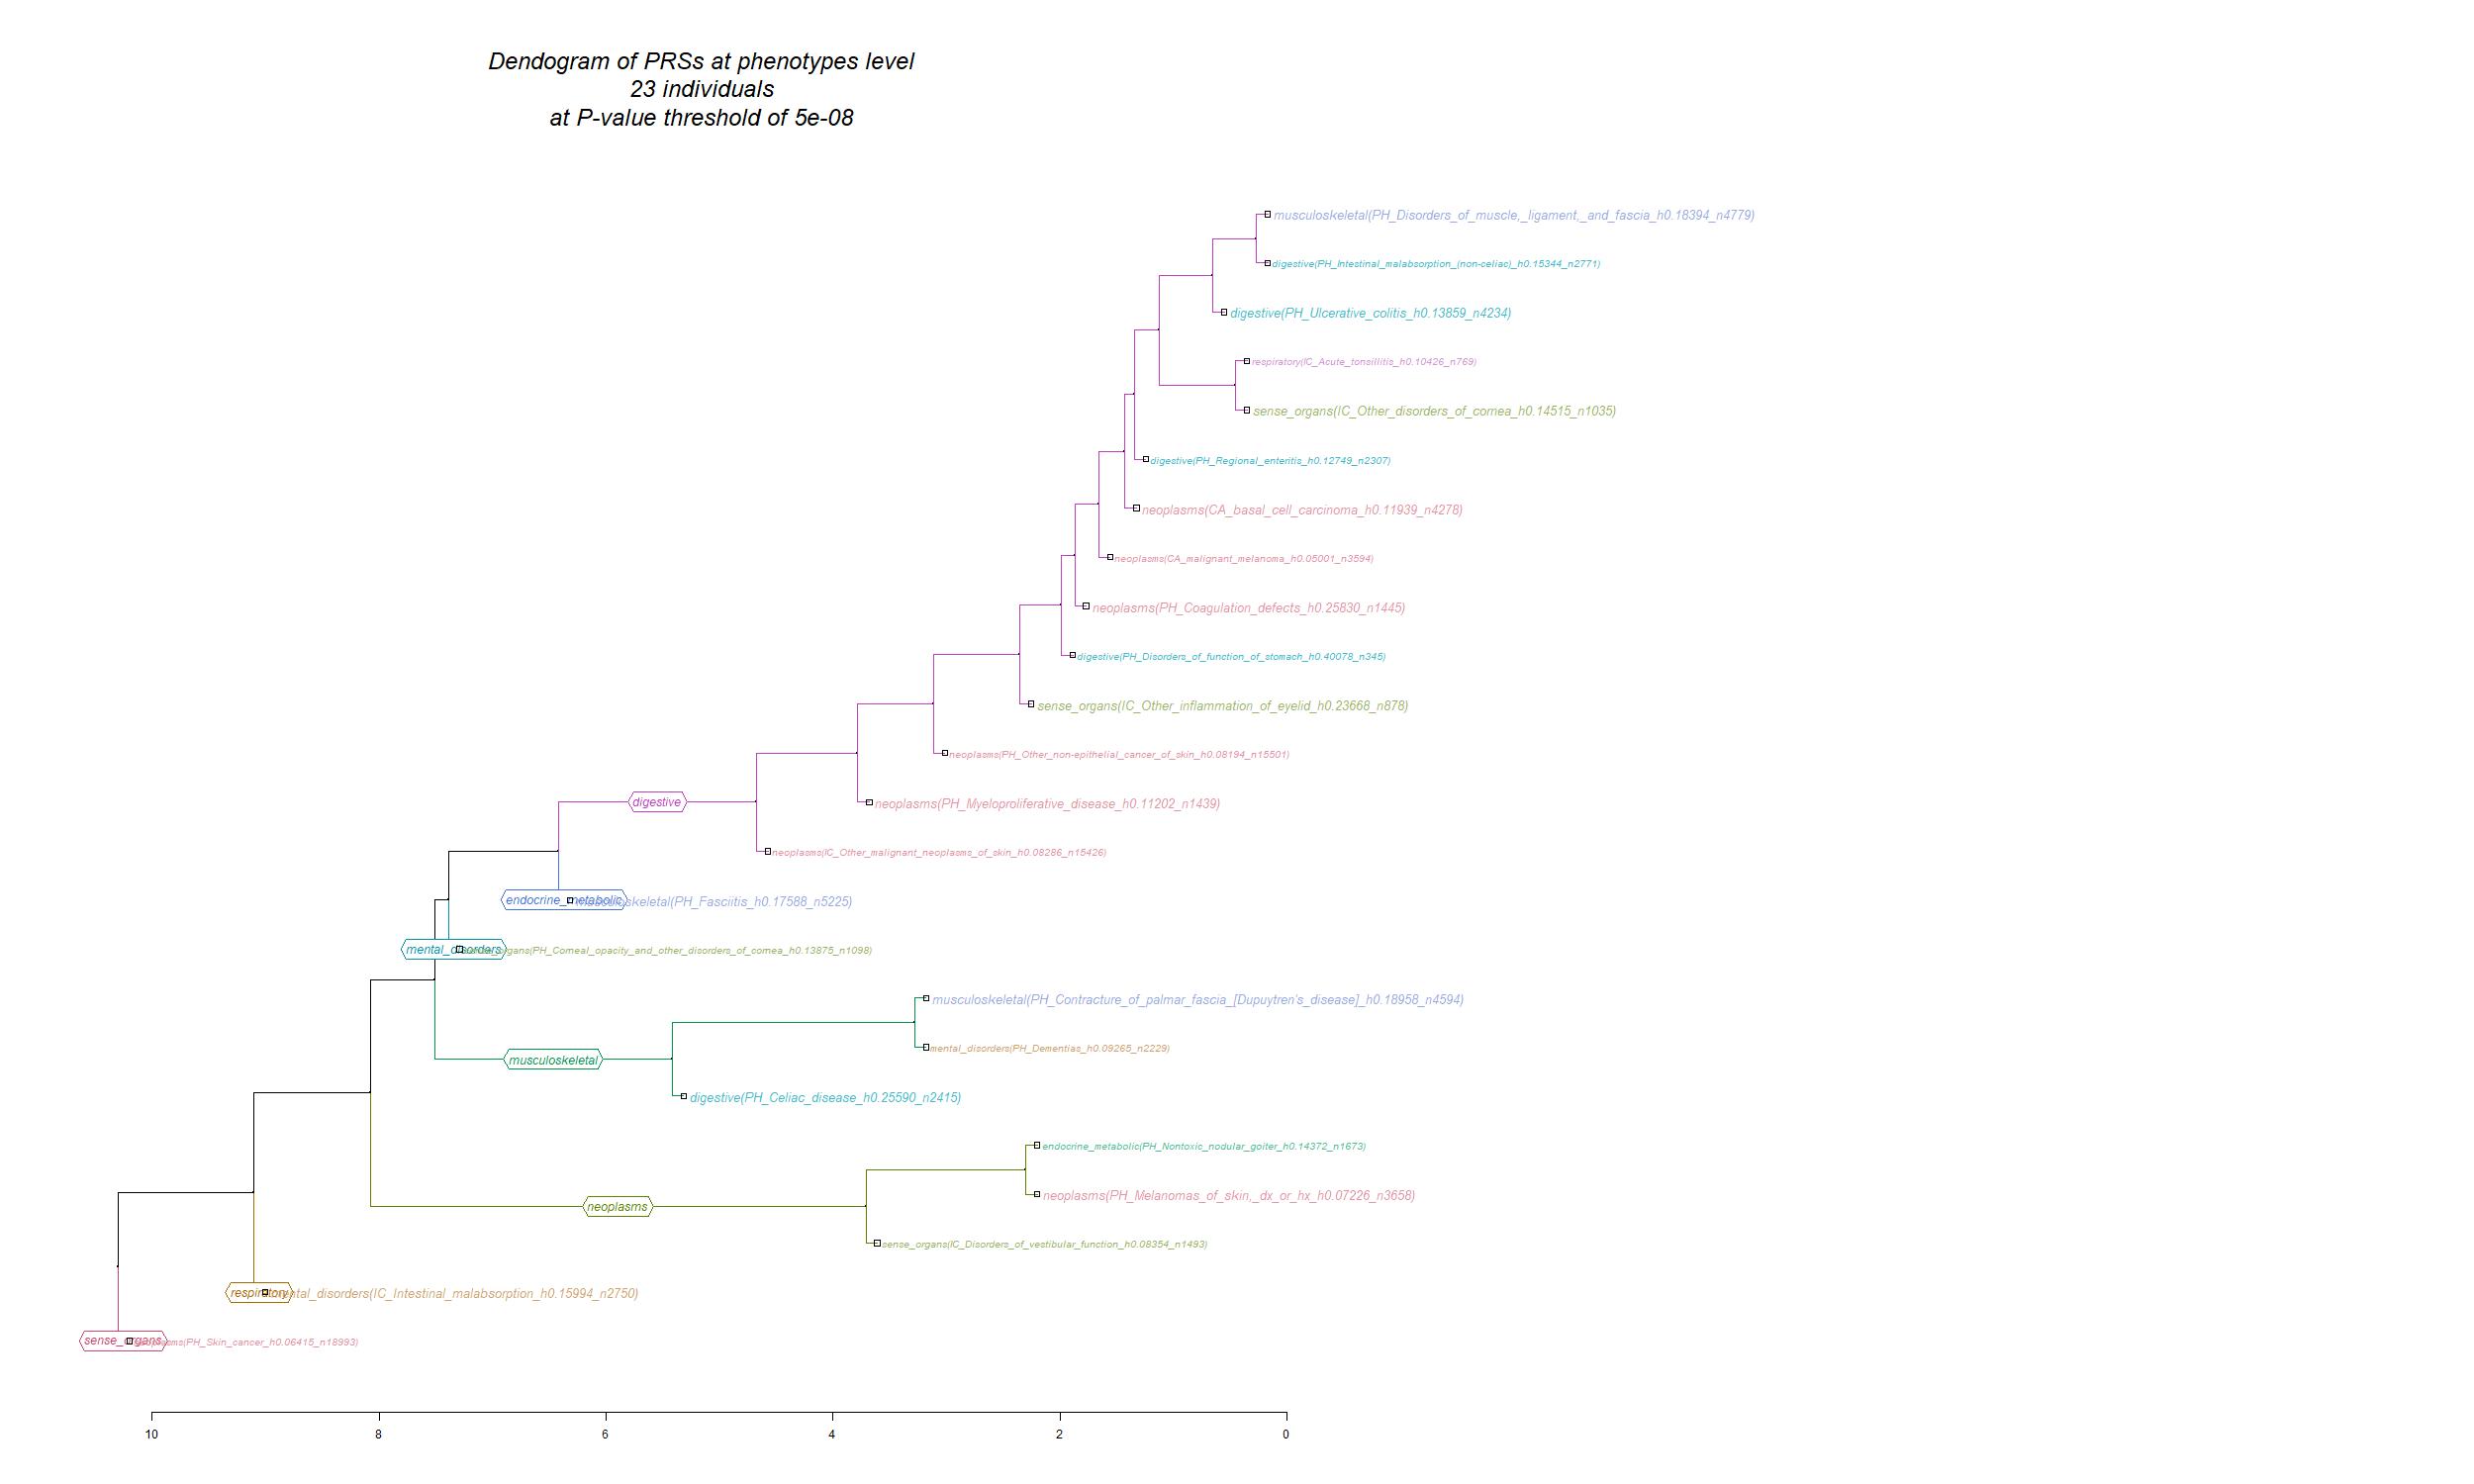 Dendogram of PRSs at phenotypes level
23 individuals
at P-value threshold of 5e-08
musculoskeletal(PH_Disorders_of_muscle,_ligament,_and_fascia_h0.18394_n4779)
digestive(PH_Intestinal_malabsorption_(non-celiac)_h0.15344_n2771)
digestive(PH_Ulcerative_colitis_h0.13859_n4234)
respiratory(IC_Acute_tonsillitis_h0.10426_n769)
sense_organs(IC_Other_disorders_of_cornea_h0.14515_n1035)
digestive(PH_Regional_enteritis_h0.12749_n2307)
neoplasms(CA_basal_cell_carcinoma_h0.11939_n4278)
neoplasms(CA_malignant_melanoma_h0.05001_n3594)
neoplasms(PH_Coagulation_defects_h0.25830_n1445)
digestive(PH_Disorders_of_function_of_stomach_h0.40078_n345)
sense_organs(IC_Other_inflammation_of_eyelid_h0.23668_n878)
neoplasms(PH_Other_non-epithelial_cancer_of_skin_h0.08194_n15501)
digestive
neoplasms(PH_Myeloproliferative_disease_h0.11202_n1439)
neoplasms(IC_Other_malignant_neoplasms_of_skin_h0.08286_n15426)
endocrine_metabolic
musculoskeletal(PH_Fasciitis_h0.17588_n5225)
mental_disorders
sense_organs(PH_Corneal_opacity_and_other_disorders_of_cornea_h0.13875_n1098)
musculoskeletal(PH_Contracture_of_palmar_fascia_[Dupuytren's_disease]_h0.18958_n4594)
mental_disorders(PH_Dementias_h0.09265_n2229)
musculoskeletal
digestive(PH_Celiac_disease_h0.25590_n2415)
endocrine_metabolic(PH_Nontoxic_nodular_goiter_h0.14372_n1673)
neoplasms(PH_Melanomas_of_skin,_dx_or_hx_h0.07226_n3658)
neoplasms
sense_organs(IC_Disorders_of_vestibular_function_h0.08354_n1493)
respiratory
mental_disorders(IC_Intestinal_malabsorption_h0.15994_n2750)
sense_organs
neoplasms(PH_Skin_cancer_h0.06415_n18993)
10 8 6 4 2 0